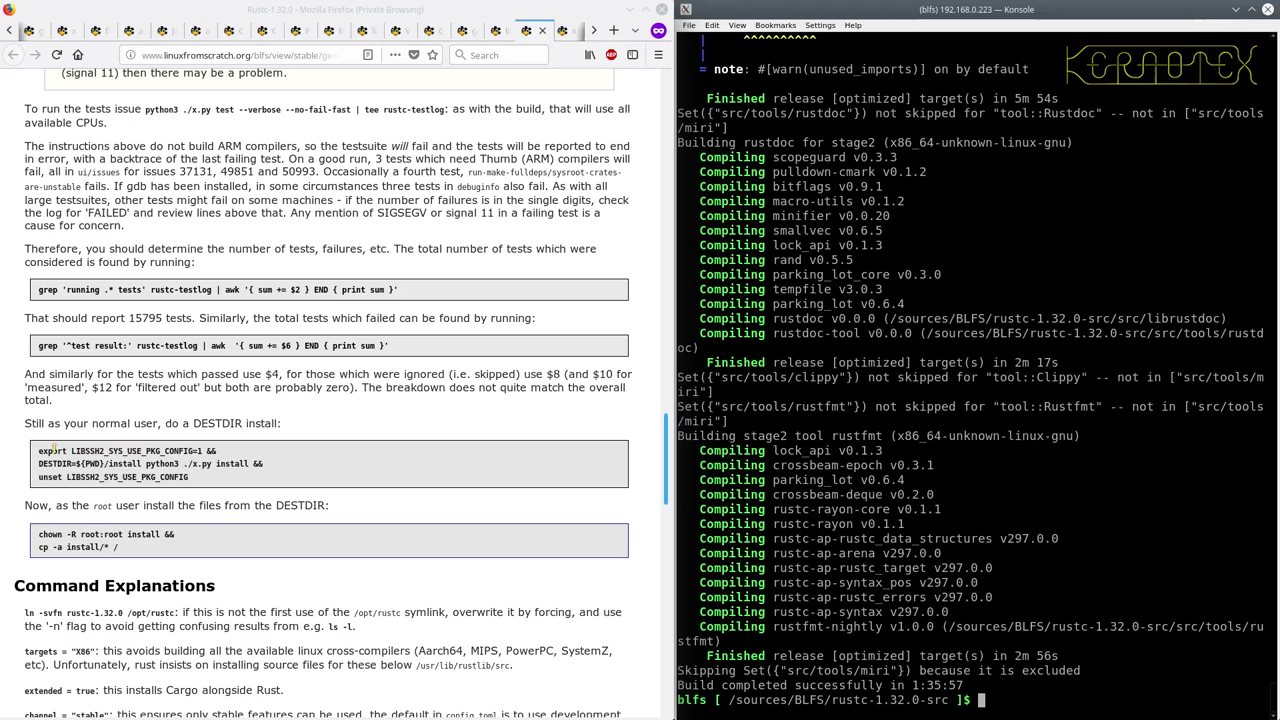 Rustc-1.32.0 - Mozilla Firefox (Private Browsing)
www.linuxfromscratch.org/blfs/view/stable/ge
Search
(signal 11) then there may be a problem.
To run the tests issue python3 ./x.py test --verbose --no-fail-fast | tee rustc-testlog: as with the build, that will use all
available CPUs.
The instructions above do not build ARM compilers, so the testsuite will fail and the tests will be reported to end
in error, with a backtrace of the last failing test. On a good run, 3 tests which need Thumb (ARM) compilers will
fail, all in ui/issues for issues 37131, 49851 and 50993. Occasionally a fourth test, run-make-fulldeps/sysroot-crates-
are-unstable fails. If gdb has been installed, in some circumstances three tests in debuginfo also fail. As with all
large testsuites, other tests might fail on some machines - if the number of failures is in the single digits, check
the log for 'FAILED' and review lines above that. Any mention of SIGSEGV or signal 11 in a failing test is a
cause for concern.
Therefore, you should determine the number of tests, failures, etc. The total number of tests which were
considered is found by running:
grep 'running .* tests' rustc-testlog | awk '{ sum += $2 } END { print sum }'
That should report 15795 tests. Similarly, the total tests which failed can be found by running:
grep '^test result:' rustc-testlog | awk  '{ sum += $6 } END { print sum }'
And similarly for the tests which passed use $4, for those which were ignored (i.e. skipped) use $8 (and $10 for
'measured', $12 for 'filtered out' but both are probably zero). The breakdown does not quite match the overall
total.
Still as your normal user, do a DESTDIR install:
export LIBSSH2_SYS_USE_PKG_CONFIG=1 &&
DESTDIR=${PWD}/install python3 ./x.py install &&
unset LIBSSH2_SYS_USE_PKG_CONFIG
Now, as the root user install the files from the DESTDIR:
chown -R root:root install &&
cp -a install/* /
Command Explanations
ln -svfn rustc-1.32.0 /opt/rustc: if this is not the first use of the /opt/rustc symlink, overwrite it by forcing, and use
the '-n' flag to avoid getting confusing results from e.g. ls -l.
targets = "X86": this avoids building all the available linux cross-compilers (Aarch64, MIPS, PowerPC, SystemZ,
etc). Unfortunately, rust insists on installing source files for these below /usr/lib/rustlib/src.
extended = true: this installs Cargo alongside Rust.
channel = "stable": this ensures only stable features can be used, the default in config.toml is to use development
(blfs) 192.168.0.223 — Konsole
File Edit View Bookmarks Settings Help
KERAOTEX
| ^^^^^^^^^^
|
= note: #[warn(unused_imports)] on by default
Finished release [optimized] target(s) in 5m 54s
Set({"src/tools/rustdoc"}) not skipped for "tool::Rustdoc" -- not in ["src/tools
/miri"]
Building rustdoc for stage2 (x86_64-unknown-linux-gnu)
Compiling scopeguard v0.3.3
Compiling pulldown-cmark v0.1.2
Compiling bitflags v0.9.1
Compiling macro-utils v0.1.2
Compiling minifier v0.0.20
Compiling smallvec v0.6.5
Compiling lock_api v0.1.3
Compiling rand v0.5.5
Compiling parking_lot_core v0.3.0
Compiling tempfile v3.0.3
Compiling parking_lot v0.6.4
Compiling rustdoc v0.0.0 (/sources/BLFS/rustc-1.32.0-src/src/librustdoc)
Compiling rustdoc-tool v0.0.0 (/sources/BLFS/rustc-1.32.0-src/src/tools/rustd
oc)
Finished release [optimized] target(s) in 2m 17s
Set({"src/tools/clippy"}) not skipped for "tool::Clippy" -- not in ["src/tools/m
iri"]
Set({"src/tools/rustfmt"}) not skipped for "tool::Rustfmt" -- not in ["src/tools
/miri"]
Building stage2 tool rustfmt (x86_64-unknown-linux-gnu)
Compiling lock_api v0.1.3
Compiling crossbeam-epoch v0.3.1
Compiling parking_lot v0.6.4
Compiling crossbeam-deque v0.2.0
Compiling rustc-rayon-core v0.1.1
Compiling rustc-rayon v0.1.1
Compiling rustc-ap-rustc_data_structures v297.0.0
Compiling rustc-ap-arena v297.0.0
Compiling rustc-ap-rustc_target v297.0.0
Compiling rustc-ap-syntax_pos v297.0.0
Compiling rustc-ap-rustc_errors v297.0.0
Compiling rustc-ap-syntax v297.0.0
Compiling rustfmt-nightly v1.0.0 (/sources/BLFS/rustc-1.32.0-src/src/tools/ru
stfmt)
Finished release [optimized] target(s) in 2m 56s
Skipping Set({"src/tools/miri"}) because it is excluded
Build completed successfully in 1:35:57
blfs [ /sources/BLFS/rustc-1.32.0-src ]$